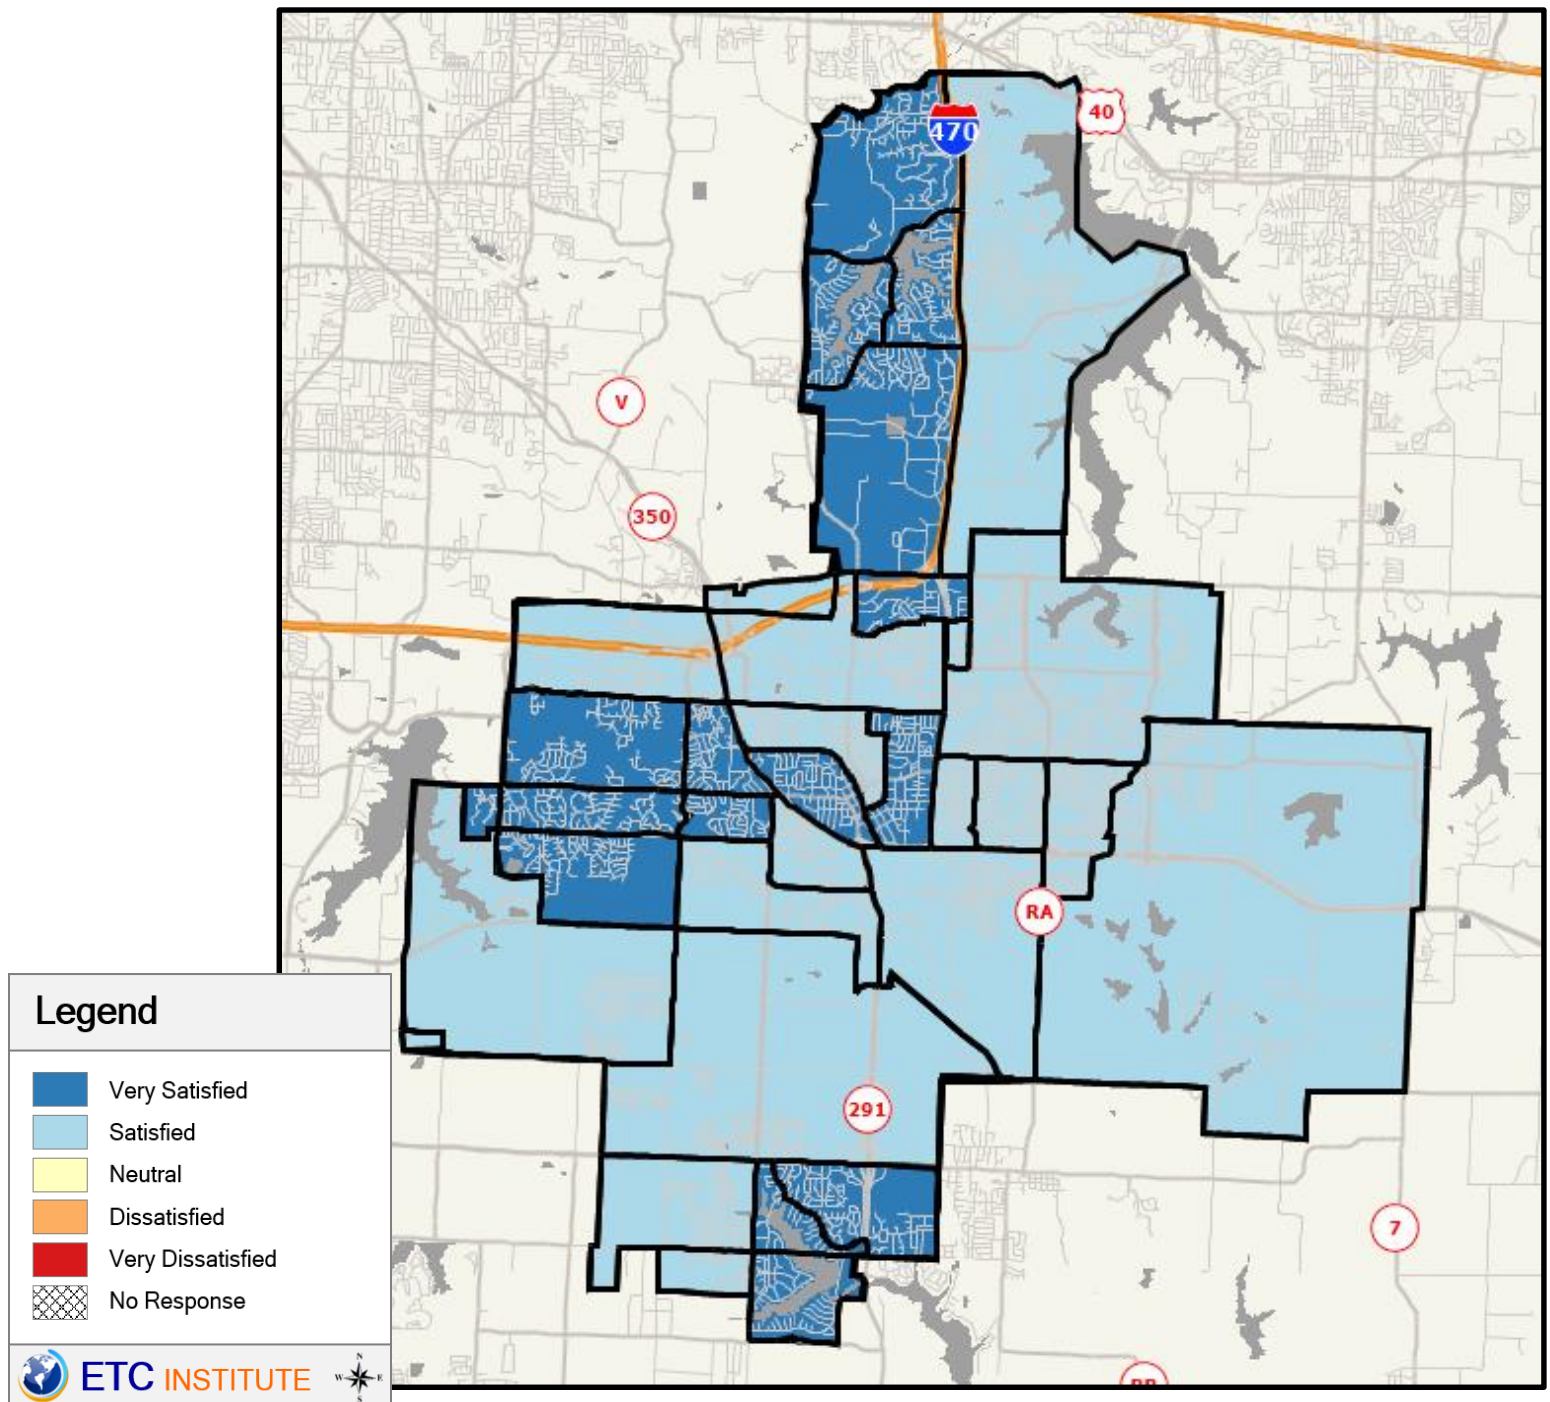 40
470
V
350
RA
291
7
Legend
Very Satisfied
Satisfied
Neutral
Dissatisfied
Very Dissatisfied
No Response
ETC INSTITUTE
N
W E
S